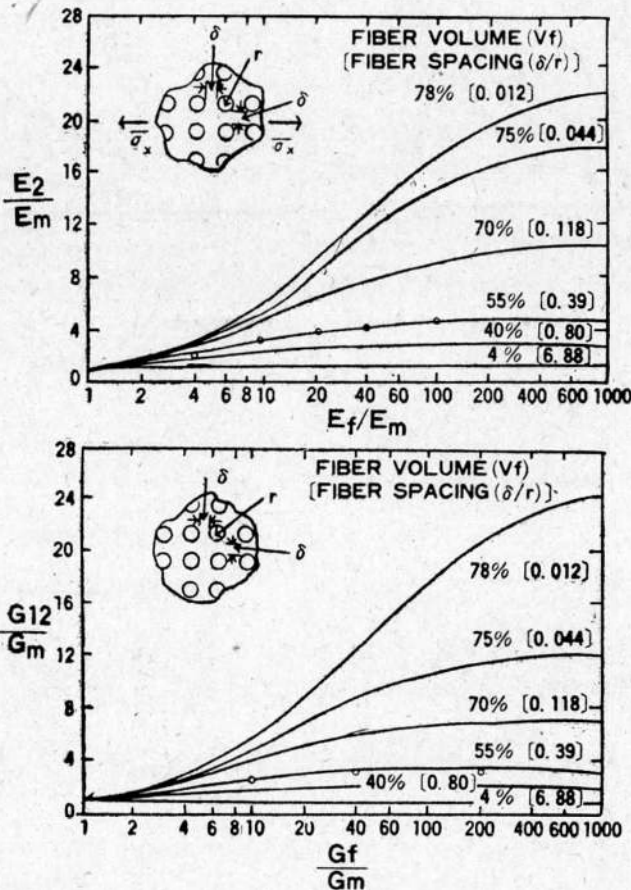 28
24
20
16
12
8
4
0
E2
Em
FIBER VOLUME (Vf)
[FIBER SPACING (δ/r)]
δ
r
δ
σx
σx
78% [0.012]
75% [0.044]
70% [0.118]
55% [0.39]
40% [0.80]
4% [6.88]
1 2 4 6 8 10 20 40 60 100 200 400 600 1000
Ef/Em
28
24
20
16
12
8
4
0
G12
Gm
FIBER VOLUME (Vf)
[FIBER SPACING (δ/r)]
δ
r
δ
78% [0.012]
75% [0.044]
70% [0.118]
55% [0.39]
40% [0.80]
4% [6.88]
1 2 4 6 8 10 20 40 60 100 200 400 600 1000
Gf
Gm